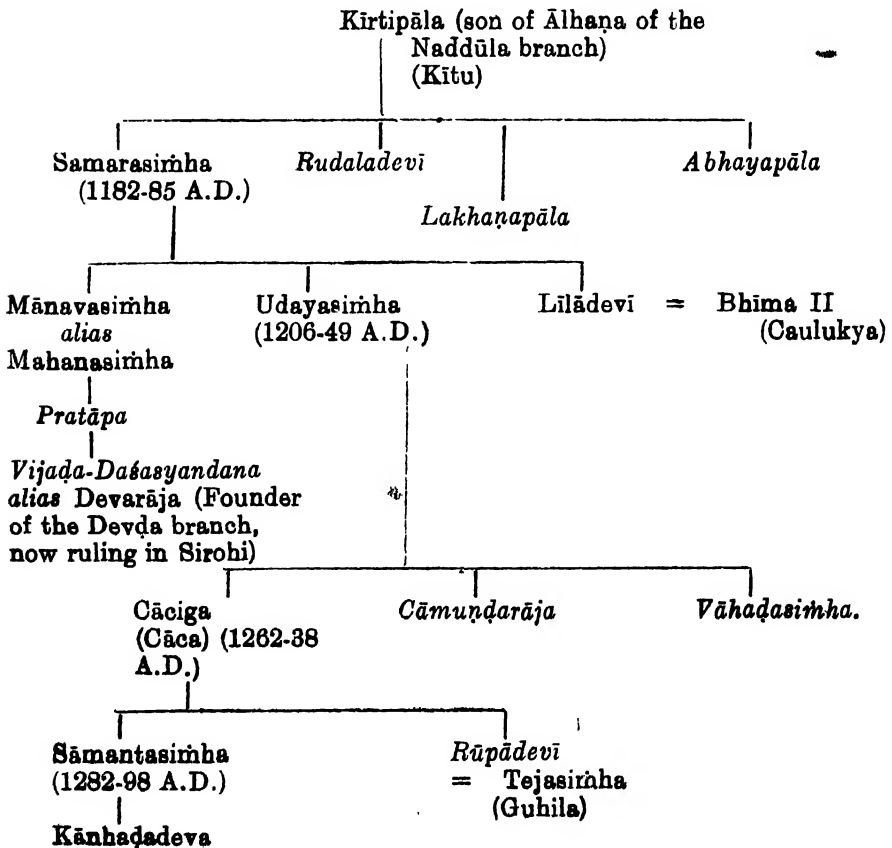 Kīrtipāla (son of Ālhaṇa of the
Naddūla branch)
(Kītu)
Samarasiṁha
(1182-85 A.D.)
Rudaladevī
Lakhaṇapāla
Abhayapāla
Mānavasiṁha
alias
Mahanasiṁha
Udayasiṁha
(1206-49 A.D.)
Līlādevī = Bhīma II
(Caulukya)
Pratāpa
Vijaḍa-Daśasyandana
alias Devarāja (Founder
of the Devḍa branch,
now ruling in Sirohi)
Cāciga
(Cāca) (1262-38
A.D.)
Cāmuṇḍarāja
Vāhaḍasiṁha.
Sāmantasiṁha
(1282-98 A.D.)
Rūpādevī
= Tejasiṁha
(Guhila)
Kānhaḍadeva